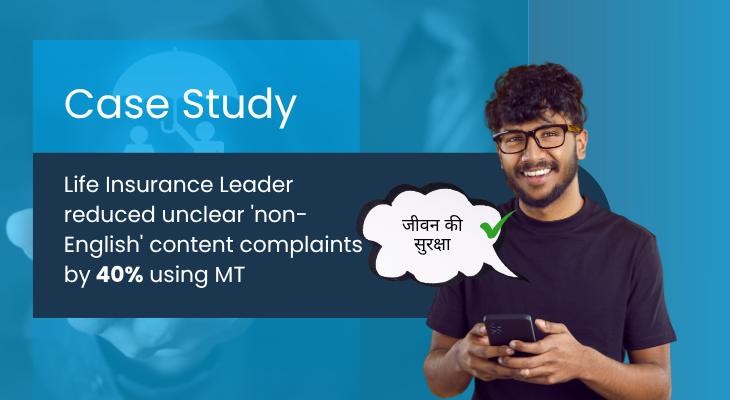 Case Study
Life Insurance Leader
reduced unclear 'non-
English' content complaints
by 40% using MT
जीवन की
सुरक्षा